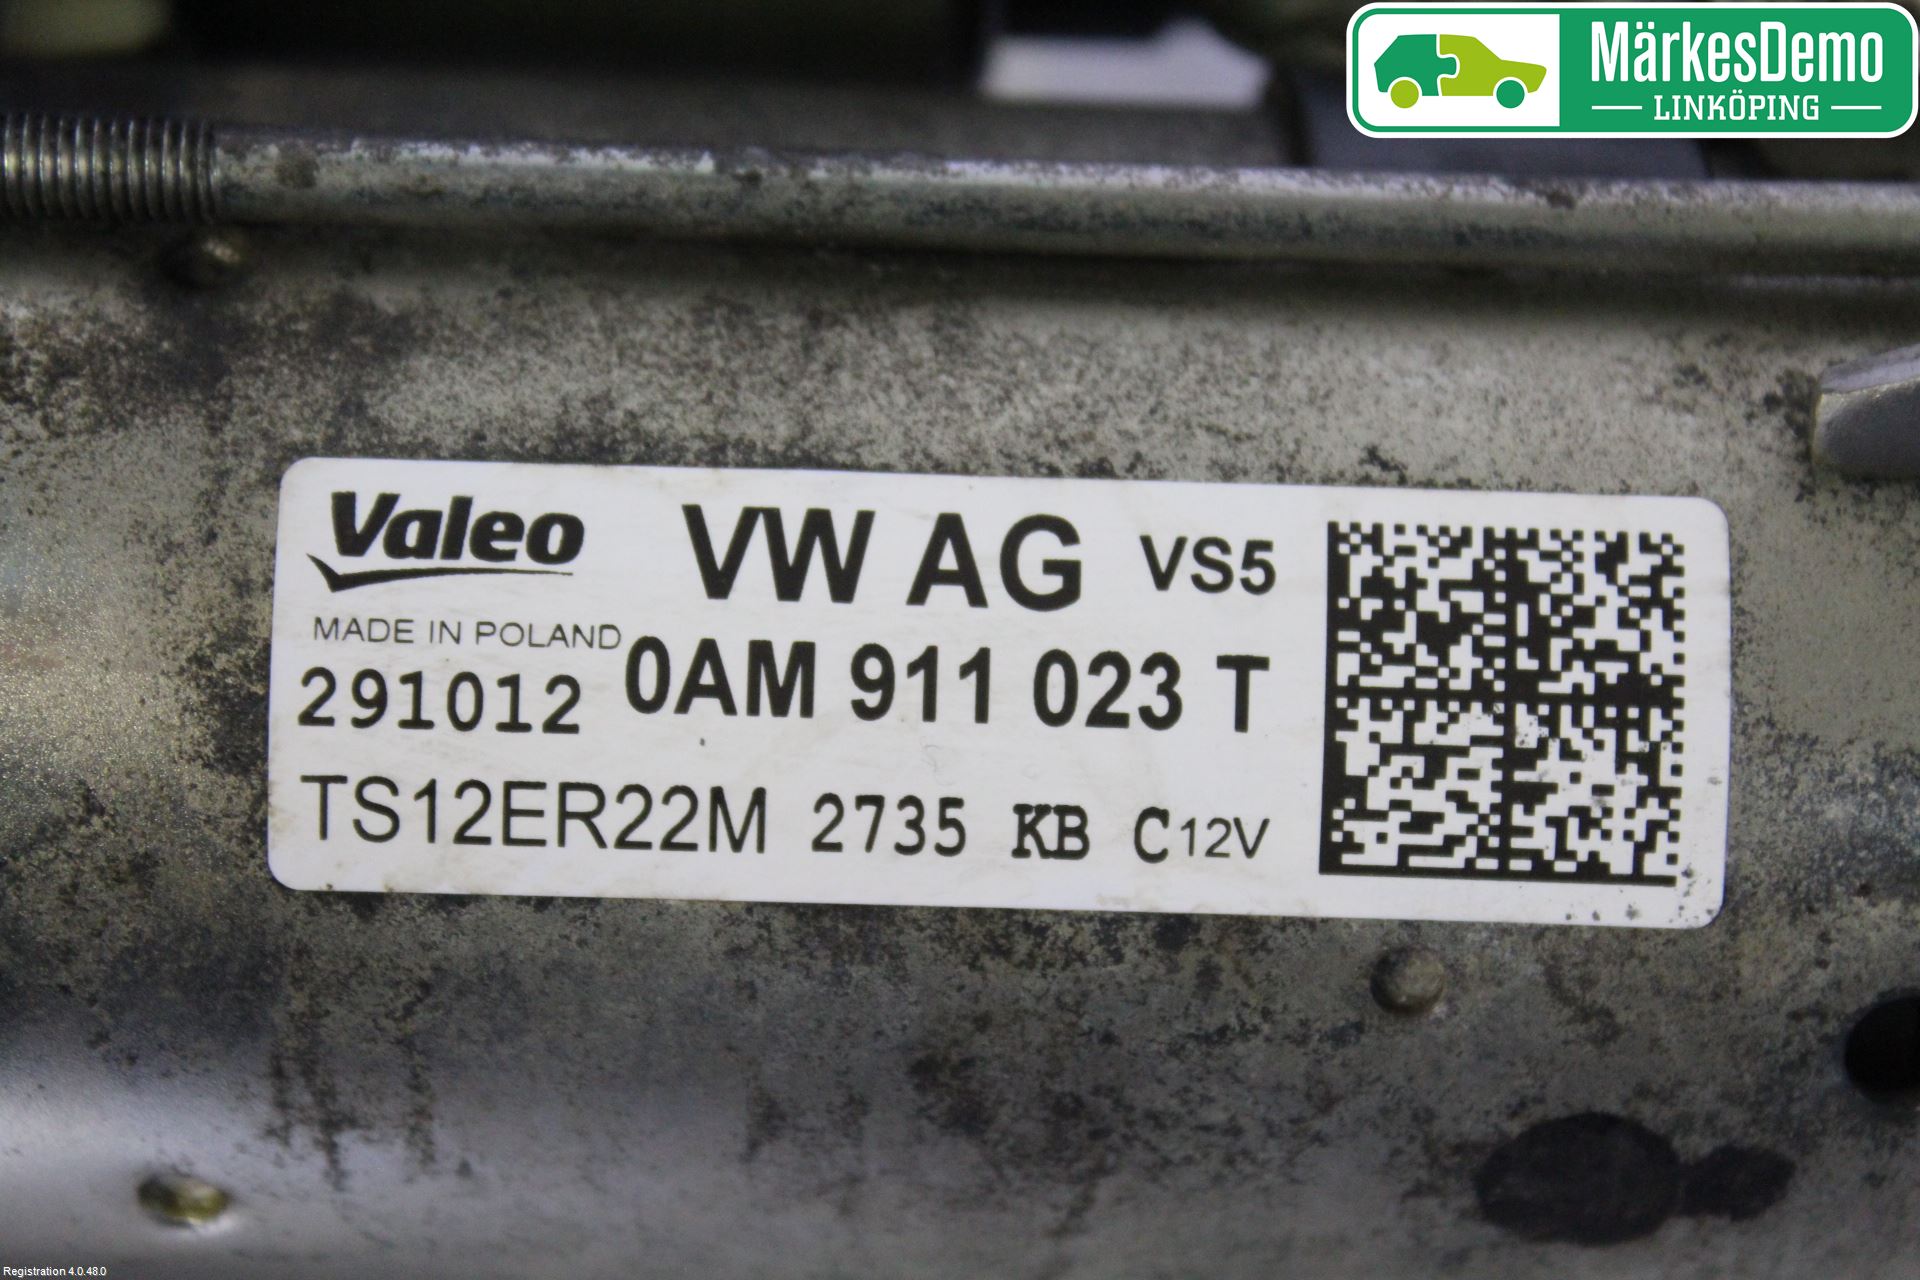 MärkesDemo
LINKÖPING
Valeo VW AG VS5
MADE IN POLAND
291012 0AM 911 023 T
TS12ER22M 2735 KB C 12V
Registration 4.0.48.0